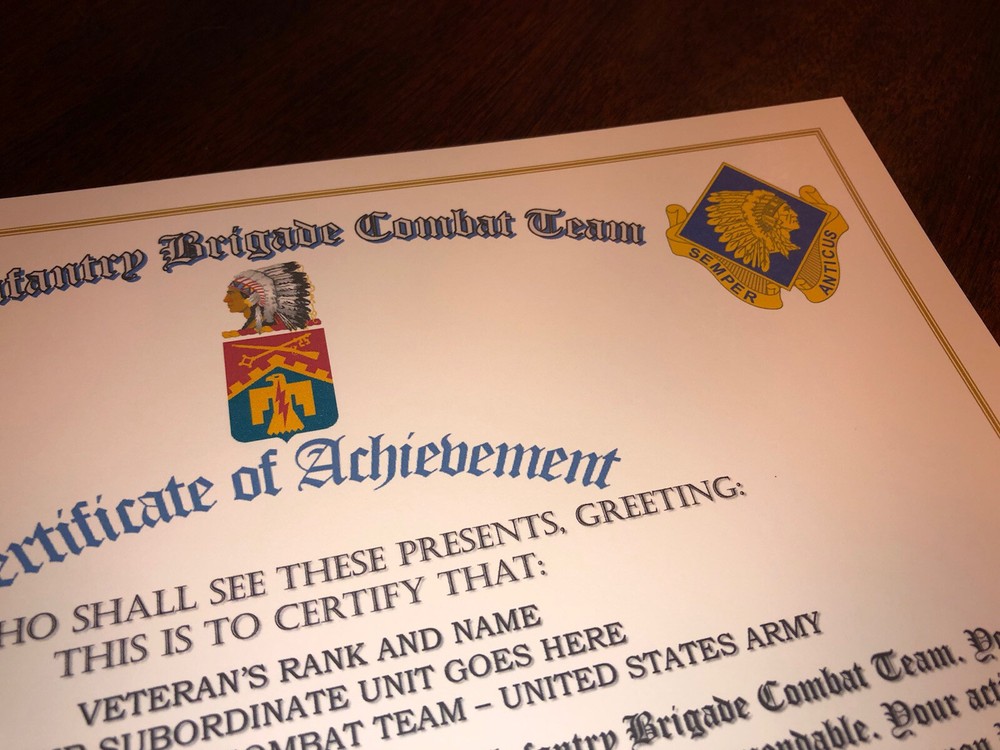 nfantry Brigade Combat Team
SEMPER ANTICUS
ertificate of Achievement
HO SHALL SEE THESE PRESENTS, GREETING:
THIS IS TO CERTIFY THAT:
VETERAN'S RANK AND NAME
SUBORDINATE UNIT GOES HERE
COMBAT TEAM – UNITED STATES ARMY
fantry Brigade Combat Team.
ndable. Your acti